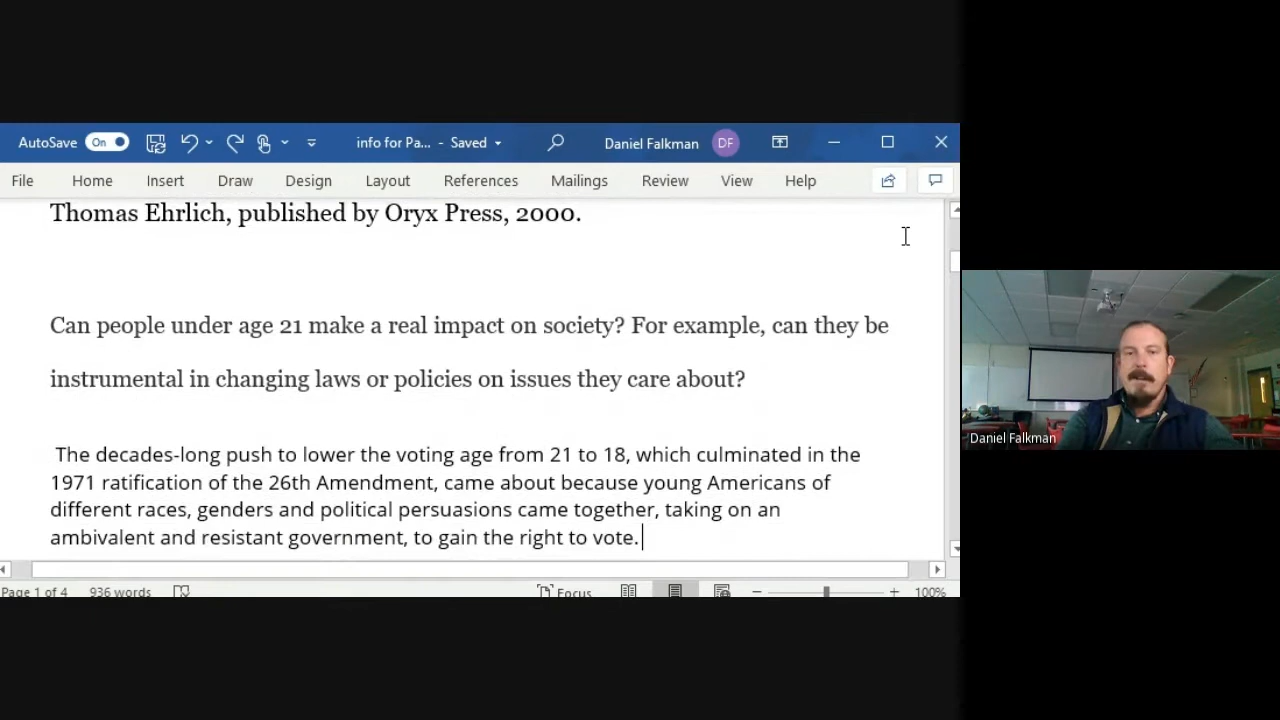 AutoSave On info for Pa... - Saved Daniel Falkman DF
File Home Insert Draw Design Layout References Mailings Review View Help
Thomas Ehrlich, published by Oryx Press, 2000.
Can people under age 21 make a real impact on society? For example, can they be
instrumental in changing laws or policies on issues they care about?
The decades-long push to lower the voting age from 21 to 18, which culminated in the
1971 ratification of the 26th Amendment, came about because young Americans of
different races, genders and political persuasions came together, taking on an
ambivalent and resistant government, to gain the right to vote.
Page 1 of 4 936 words Focus 100%
Daniel Falkman